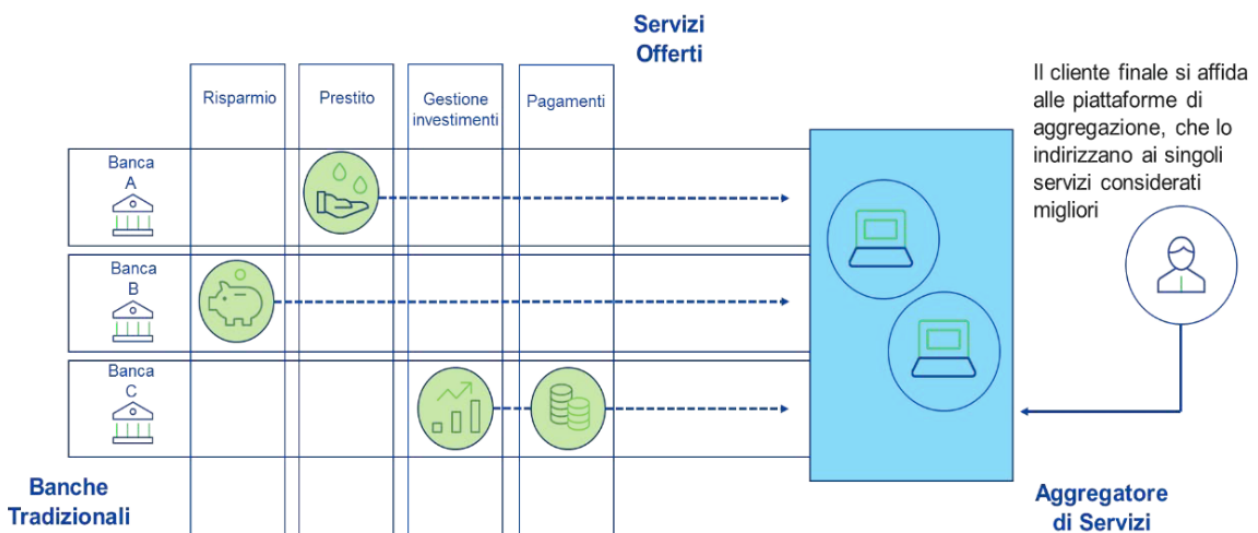 Servizi
Offerti
Risparmio
Prestito
Gestione
investimenti
Pagamenti
Il cliente finale si affida
alle piattaforme di
aggregazione, che lo
indirizzano ai singoli
servizi considerati
migliori
Banca
A
Banca
B
Banca
C
Banche
Tradizionali
Aggregatore
di Servizi